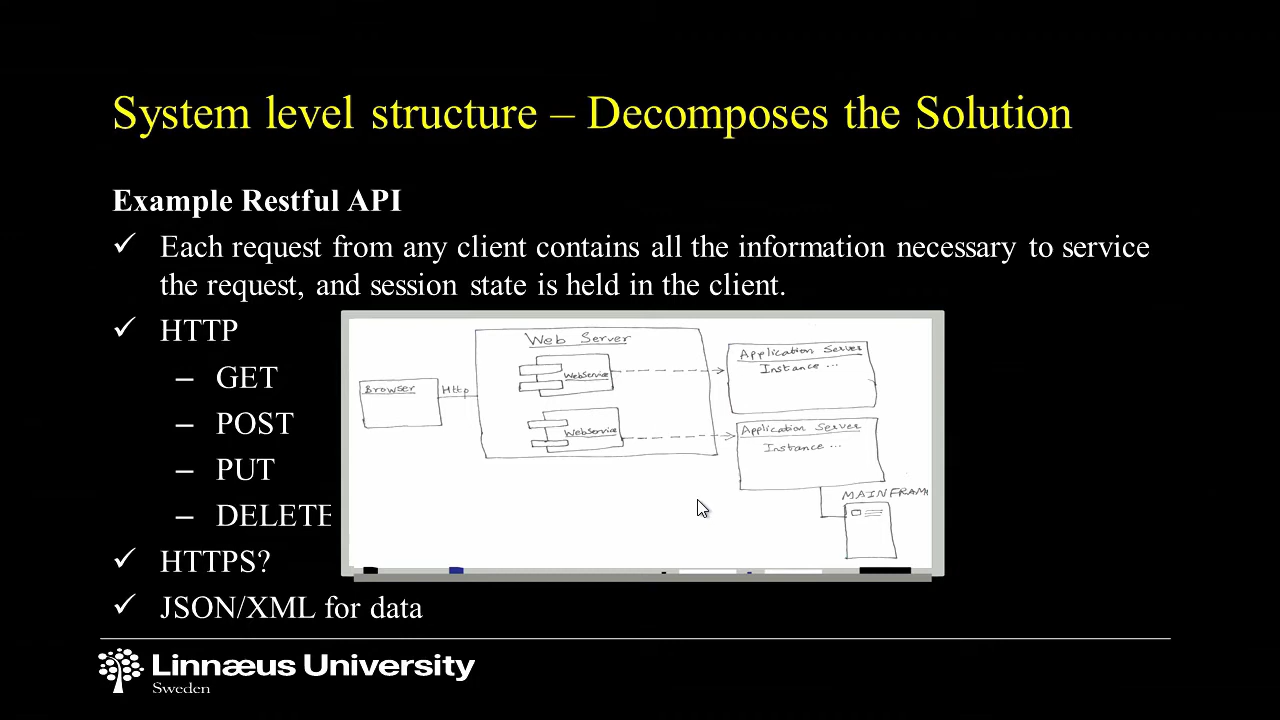 System level structure – Decomposes the Solution
Example Restful API
✓ Each request from any client contains all the information necessary to service
the request, and session state is held in the client.
✓ HTTP
– GET
– POST
– PUT
– DELETE
✓ HTTPS?
✓ JSON/XML for data
Web Server
Browser
Http
WebService
WebService
Application Server
Instance ...
Application Server
Instance ...
MAINFRAM
Linnæus University
Sweden